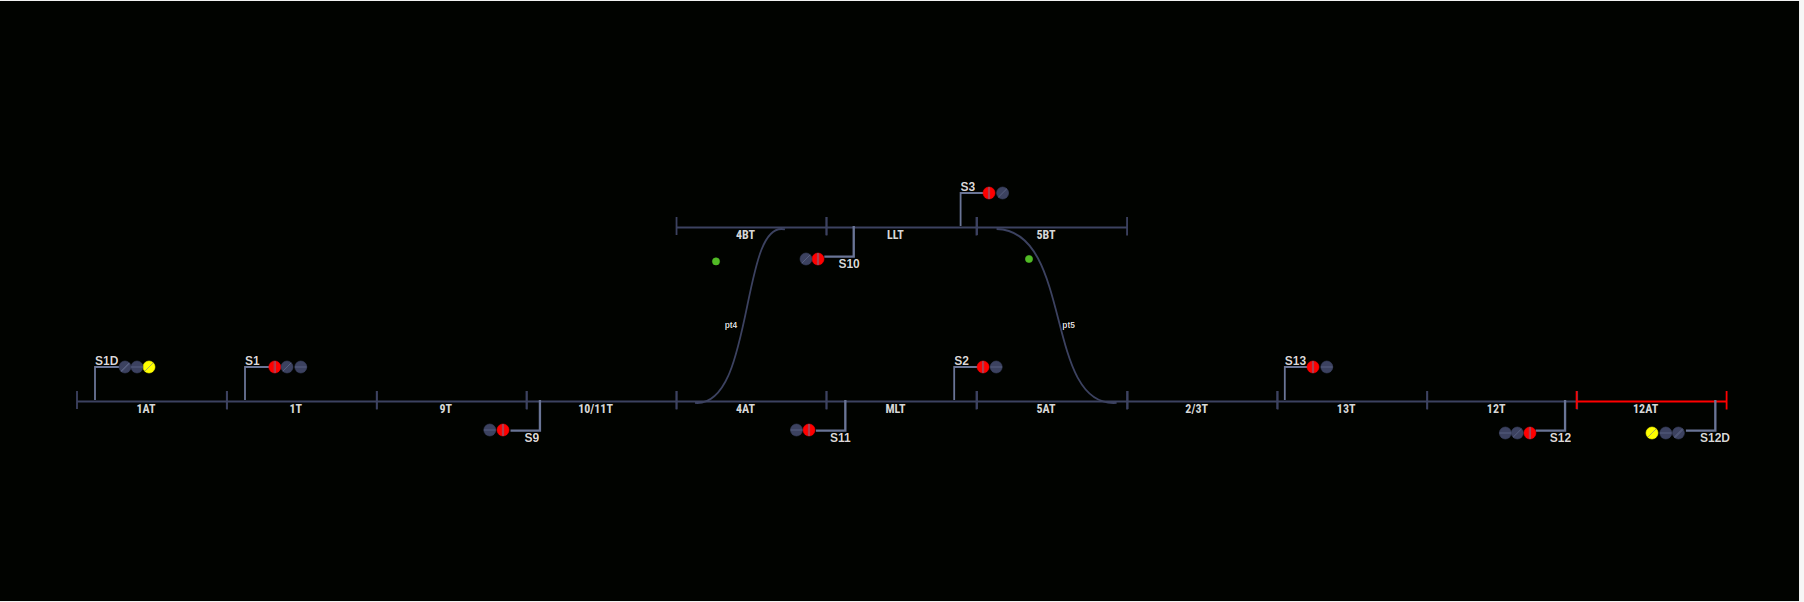 S3
4BT
LLT
5BT
S10
pt4
pt5
S1D
S1
S2
S13
1AT
1T
9T
10/11T
4AT
MLT
5AT
2/3T
13T
12T
12AT
S9
S11
S12
S12D